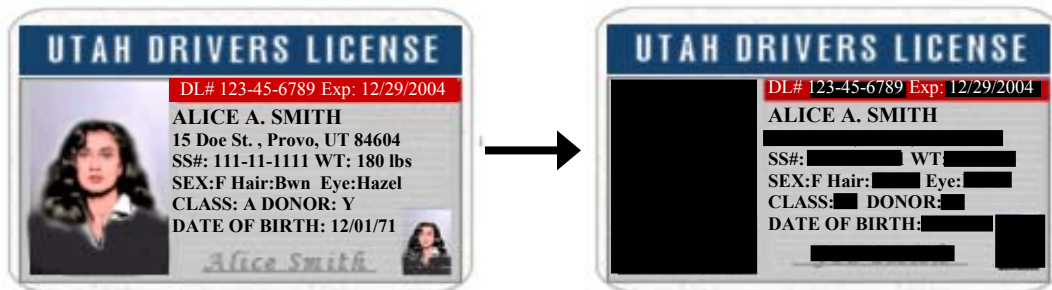 UTAH DRIVERS LICENSE
DL# 123-45-6789 Exp: 12/29/2004
ALICE A. SMITH
15 Doe St. , Provo, UT 84604
SS#: 111-11-1111 WT: 180 lbs
SEX:F Hair:Bwn Eye:Hazel
CLASS: A DONOR: Y
DATE OF BIRTH: 12/01/71
Alice Smith
UTAH DRIVERS LICENSE
DL# 123-45-6789 Exp: 12/29/2004
ALICE A. SMITH
SS#: WT:
SEX:F Hair: Eye:
CLASS: DONOR:
DATE OF BIRTH: